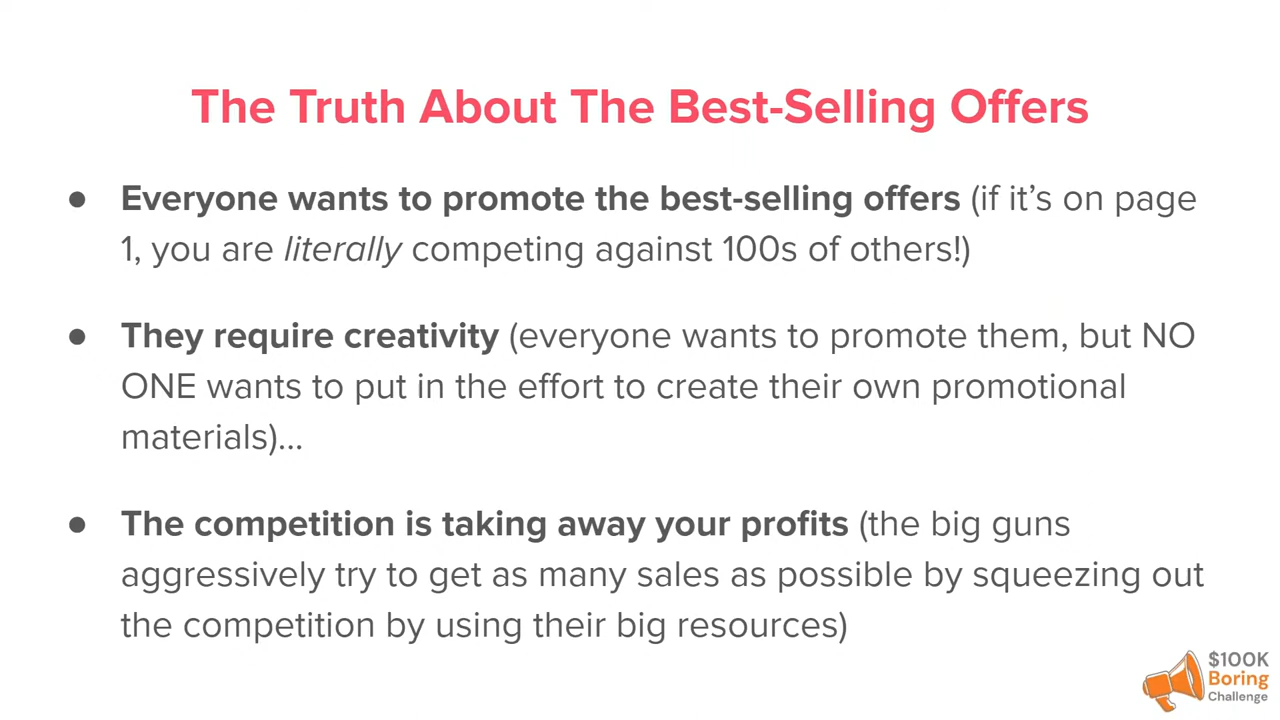 The Truth About The Best-Selling Offers
● Everyone wants to promote the best-selling offers (if it’s on page
1, you are literally competing against 100s of others!)
● They require creativity (everyone wants to promote them, but NO
ONE wants to put in the effort to create their own promotional
materials)...
● The competition is taking away your profits (the big guns
aggressively try to get as many sales as possible by squeezing out
the competition by using their big resources)
$100K
Boring
Challenge